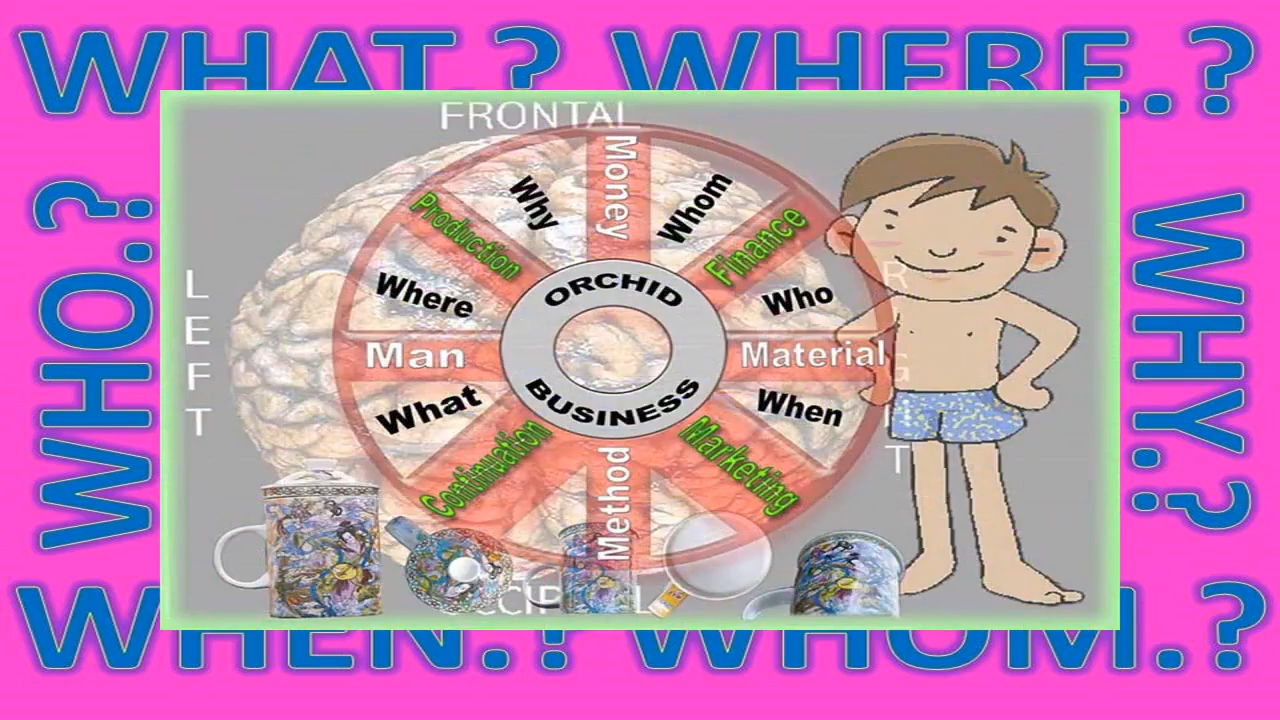 WHAT.? WHERE.?
WHO.?
WHY.?
WHEN.? WHOM.?
FRONTAL
LEFT
Money
Why
Whom
Production
Finance
Where
Who
ORCHID
Man
Material
BUSINESS
What
When
Continuation
Marketing
Method